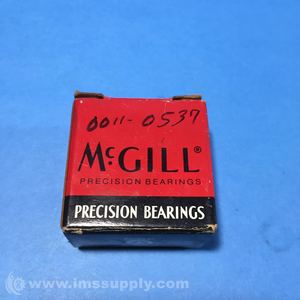 0011-0537
McGILL®
PRECISION BEARINGS
PRECISION BEARINGS
© www.imssupply.com